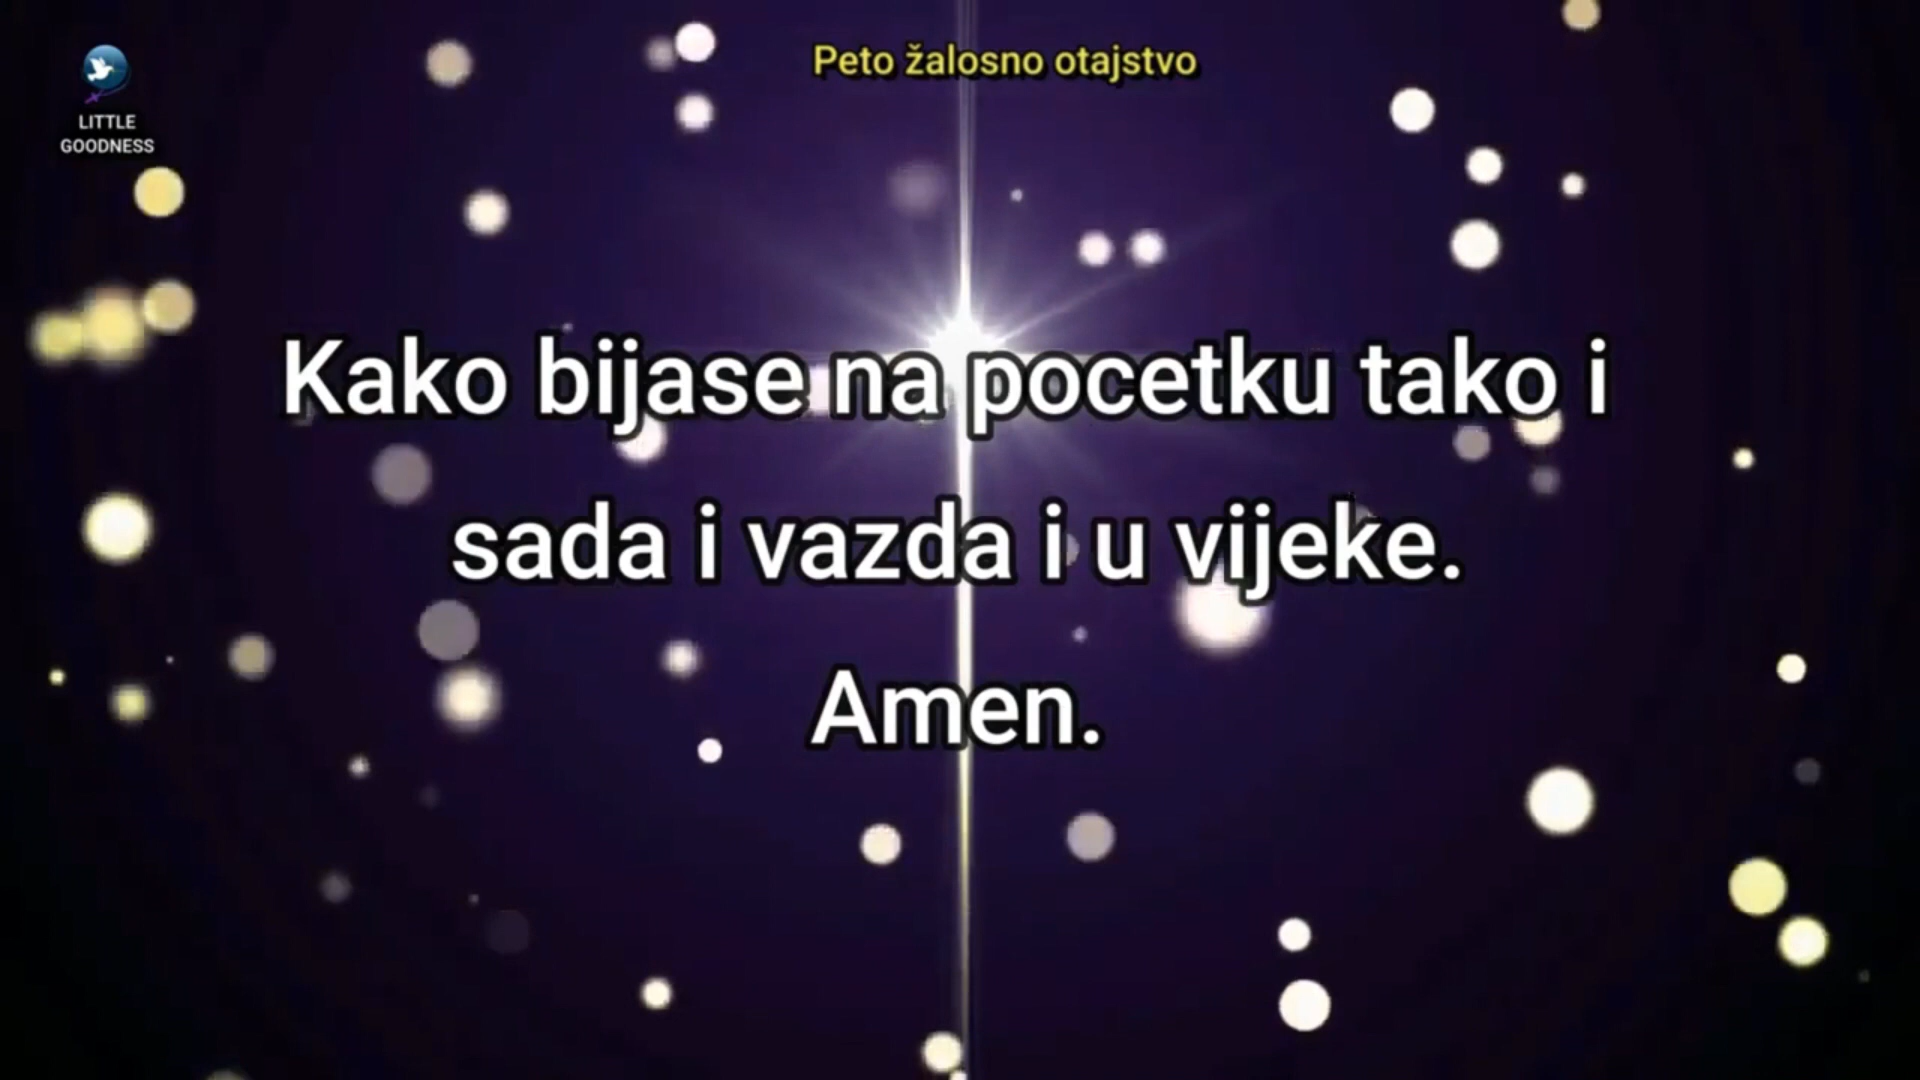 Peto žalosno otajstvo
LITTLE
GOODNESS
Kako bijase na pocetku tako i
sada i vazda i u vijeke.
Amen.